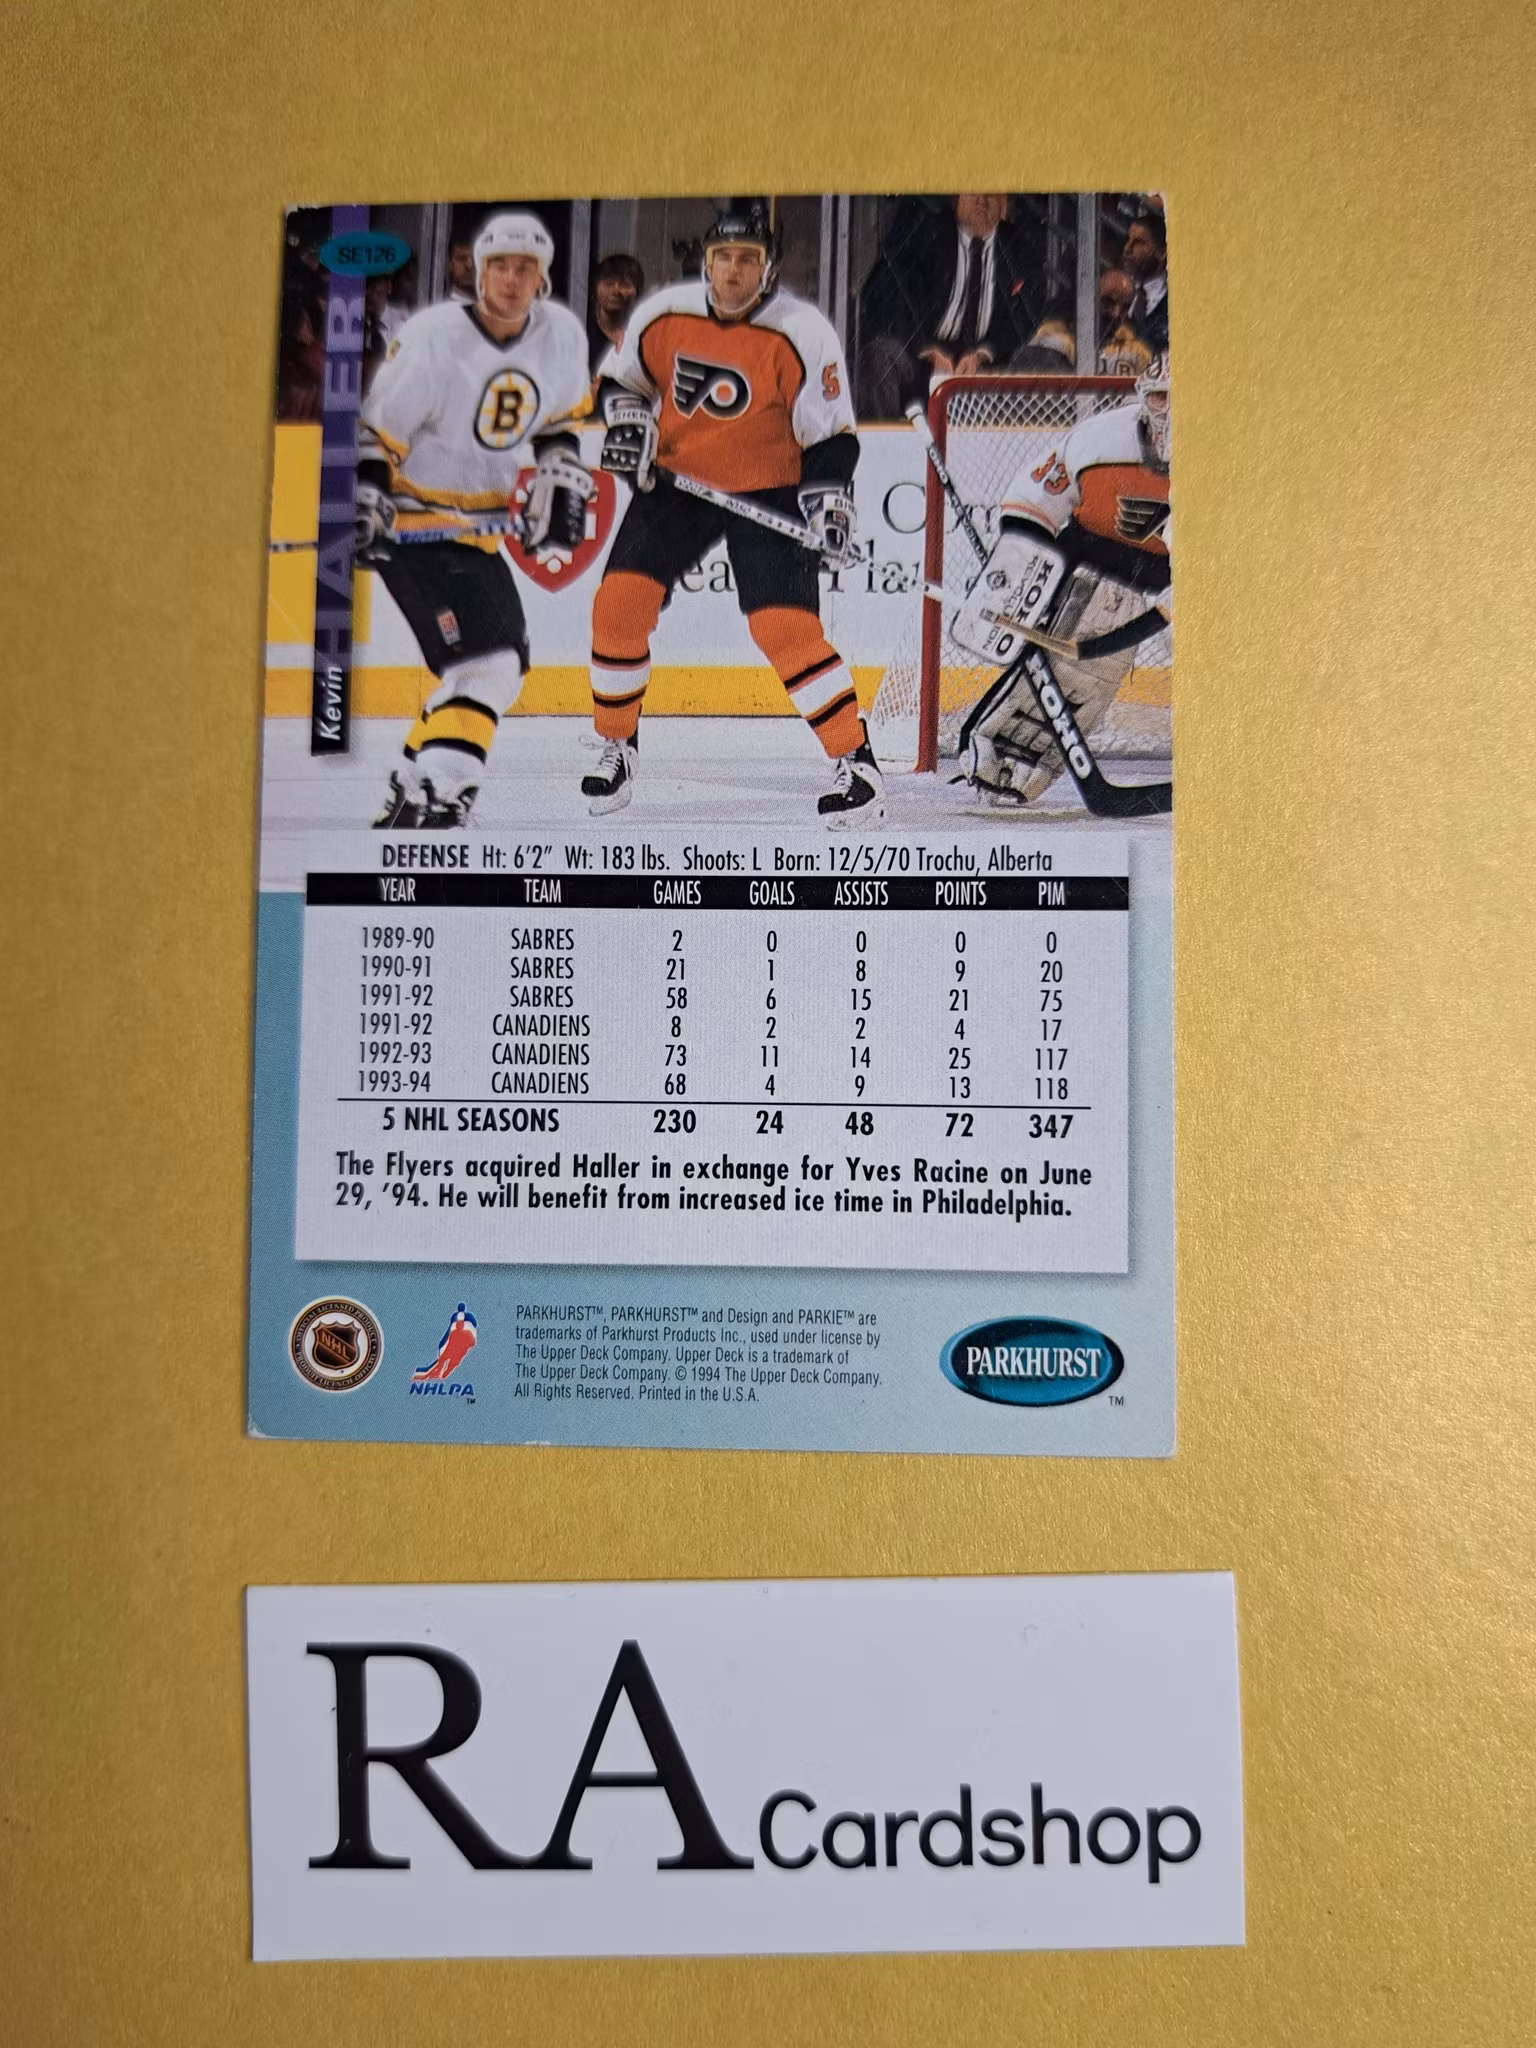 SE126
Kevin HALLER
B
5
33
KOHO
KOHO
DEFENSE Ht: 6'2" Wt: 183 lbs. Shoots: L Born: 12/5/70 Trochu, Alberta
YEAR TEAM GAMES GOALS ASSISTS POINTS PIM
1989-90 SABRES 2 0 0 0 0
1990-91 SABRES 21 1 8 9 20
1991-92 SABRES 58 6 15 21 75
1991-92 CANADIENS 8 2 2 4 17
1992-93 CANADIENS 73 11 14 25 117
1993-94 CANADIENS 68 4 9 13 118
5 NHL SEASONS 230 24 48 72 347
The Flyers acquired Haller in exchange for Yves Racine on June
29, '94. He will benefit from increased ice time in Philadelphia.
NHL
NHLPA
TM
PARKHURST™, PARKHURST™ and Design and PARKIE™ are
trademarks of Parkhurst Products Inc., used under license by
The Upper Deck Company. Upper Deck is a trademark of
The Upper Deck Company. © 1994 The Upper Deck Company.
All Rights Reserved. Printed in the U.S.A.
PARKHURST
TM
RA Cardshop